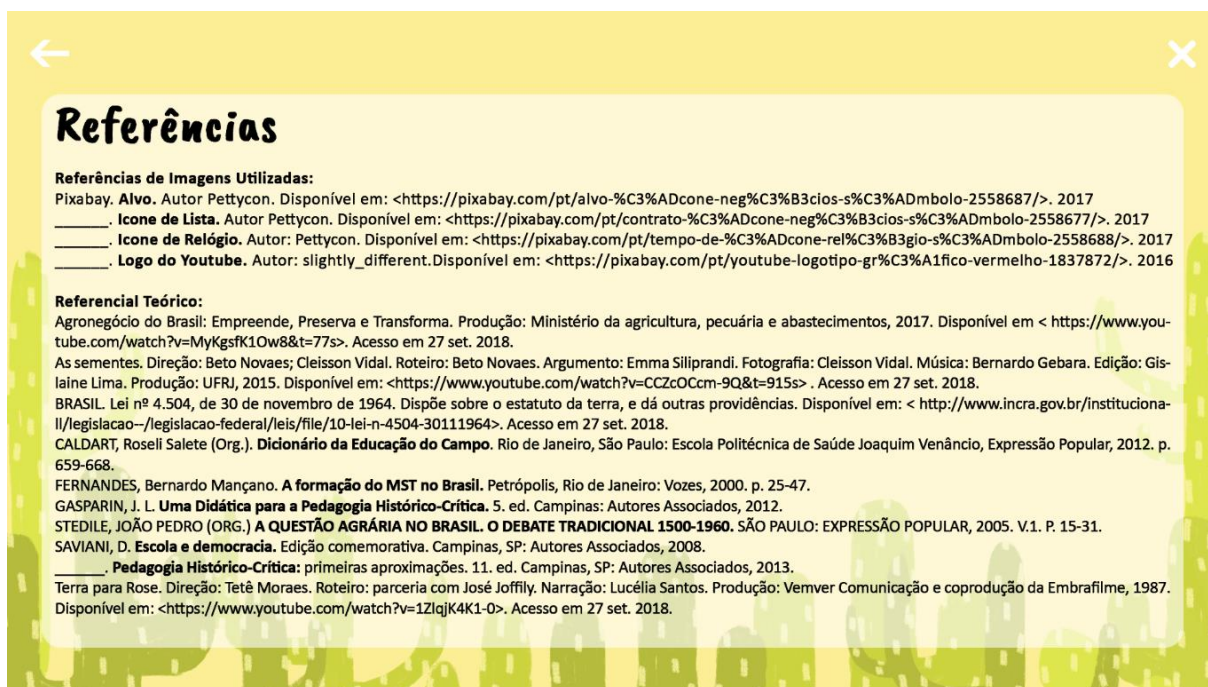 Referências
Referências de Imagens Utilizadas:
Pixabay. Alvo. Autor Pettycon. Disponível em: <https://pixabay.com/pt/alvo-%C3%ADcone-neg%C3%B3cios-s%C3%ADmbolo-2558687/>. 2017
______. Icone de Lista. Autor Pettycon. Disponível em: <https://pixabay.com/pt/contrato-%C3%ADcone-neg%C3%B3cios-s%C3%ADmbolo-2558677/>. 2017
______. Icone de Relógio. Autor: Pettycon. Disponível em: <https://pixabay.com/pt/tempo-de-%C3%ADcone-rel%C3%B3gio-s%C3%ADmbolo-2558688/>. 2017
______. Logo do Youtube. Autor: slightly_different.Disponível em: <https://pixabay.com/pt/youtube-logotipo-gr%C3%A1fico-vermelho-1837872/>. 2016
Referencial Teórico:
Agronegócio do Brasil: Empreende, Preserva e Transforma. Produção: Ministério da agricultura, pecuária e abastecimentos, 2017. Disponível em < https://www.you-
tube.com/watch?v=MyKgsfK1Ow8&t=77s>. Acesso em 27 set. 2018.
As sementes. Direção: Beto Novaes; Cleisson Vidal. Roteiro: Beto Novaes. Argumento: Emma Siliprandi. Fotografia: Cleisson Vidal. Música: Bernardo Gebara. Edição: Gis-
laine Lima. Produção: UFRJ, 2015. Disponível em: <https://www.youtube.com/watch?v=CCZcOCcm-9Q&t=915s> . Acesso em 27 set. 2018.
BRASIL. Lei nº 4.504, de 30 de novembro de 1964. Dispõe sobre o estatuto da terra, e dá outras providências. Disponível em: < http://www.incra.gov.br/instituciona-
ll/legislacao--/legislacao-federal/leis/file/10-lei-n-4504-30111964>. Acesso em 27 set. 2018.
CALDART, Roseli Salete (Org.). Dicionário da Educação do Campo. Rio de Janeiro, São Paulo: Escola Politécnica de Saúde Joaquim Venâncio, Expressão Popular, 2012. p.
659-668.
FERNANDES, Bernardo Mançano. A formação do MST no Brasil. Petrópolis, Rio de Janeiro: Vozes, 2000. p. 25-47.
GASPARIN, J. L. Uma Didática para a Pedagogia Histórico-Crítica. 5. ed. Campinas: Autores Associados, 2012.
STEDILE, JOÃO PEDRO (ORG.) A QUESTÃO AGRÁRIA NO BRASIL. O DEBATE TRADICIONAL 1500-1960. SÃO PAULO: EXPRESSÃO POPULAR, 2005. V.1. P. 15-31.
SAVIANI, D. Escola e democracia. Edição comemorativa. Campinas, SP: Autores Associados, 2008.
______. Pedagogia Histórico-Crítica: primeiras aproximações. 11. ed. Campinas, SP: Autores Associados, 2013.
Terra para Rose. Direção: Tetê Moraes. Roteiro: parceria com José Joffily. Narração: Lucélia Santos. Produção: Vemver Comunicação e coprodução da Embrafilme, 1987.
Disponível em: <https://www.youtube.com/watch?v=1ZlqjK4K1-0>. Acesso em 27 set. 2018.